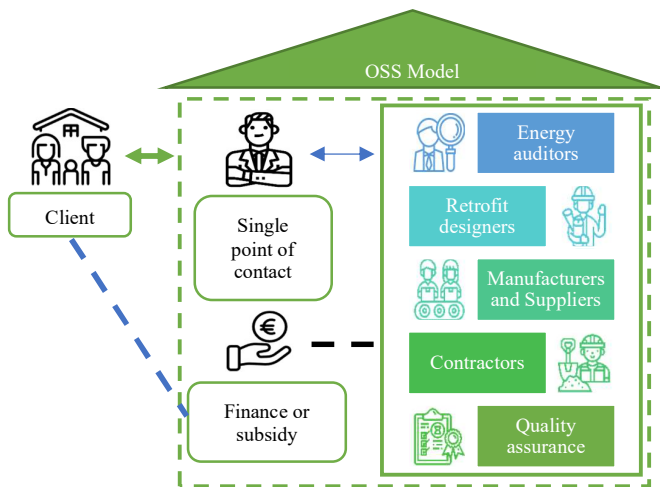 OSS Model
Client
Single
point of
contact
€
Finance or
subsidy
Energy
auditors
Retrofit
designers
Manufacturers
and Suppliers
Contractors
Quality
assurance